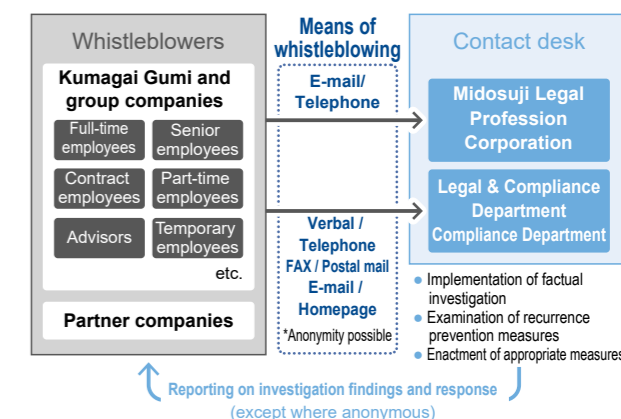 Whistleblowers
Kumagai Gumi and
group companies
Full-time
employees
Senior
employees
Contract
employees
Part-time
employees
Advisors
Temporary
employees
etc.
Partner companies
Means of
whistleblowing
E-mail/
Telephone
Verbal /
Telephone
FAX / Postal mail
E-mail /
Homepage
*Anonymity possible
Contact desk
Midosuji Legal
Profession
Corporation
Legal & Compliance
Department
Compliance Department
● Implementation of factual
investigation
● Examination of recurrence
prevention measures
● Enactment of appropriate measures
Reporting on investigation findings and response
(except where anonymous)